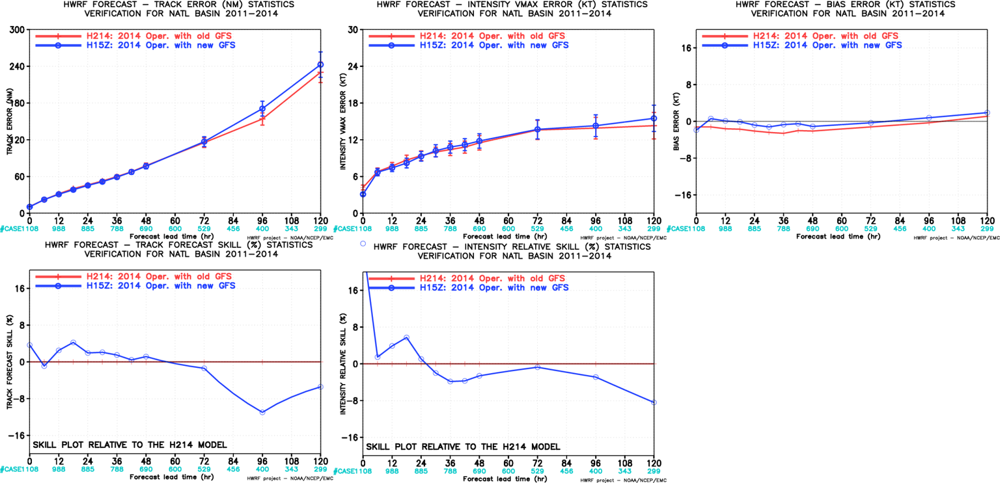 HWRF FORECAST – TRACK ERROR (NM) STATISTICS
VERIFICATION FOR NATL BASIN 2011–2014
300
240
180
120
60
0
TRACK ERROR (NM)
H214: 2014 Oper. with old GFS
H15Z: 2014 Oper. with new GFS
0 12 24 36 48 60 72 84 96 108 120
#CASE1108 988 885 788 690 600 529 456 400 343 299
Forecast lead time (hr)
HWRF project – NOAA/NCEP/EMC
HWRF FORECAST – INTENSITY VMAX ERROR (KT) STATISTICS
VERIFICATION FOR NATL BASIN 2011–2014
30
24
18
12
6
0
INTENSITY VMAX ERROR (KT)
H214: 2014 Oper. with old GFS
H15Z: 2014 Oper. with new GFS
0 12 24 36 48 60 72 84 96 108 120
#CASE1108 988 885 788 690 600 529 456 400 343 299
Forecast lead time (hr)
HWRF project – NOAA/NCEP/EMC
HWRF FORECAST – BIAS ERROR (KT) STATISTICS
VERIFICATION FOR NATL BASIN 2011–2014
16
8
0
–8
–16
BIAS ERROR (KT)
H214: 2014 Oper. with old GFS
H15Z: 2014 Oper. with new GFS
0 12 24 36 48 60 72 84 96 108 120
#CASE1108 988 885 788 690 600 529 456 400 343 299
Forecast lead time (hr)
HWRF project – NOAA/NCEP/EMC
HWRF FORECAST – TRACK FORECAST SKILL (%) STATISTICS
VERIFICATION FOR NATL BASIN 2011–2014
16
8
0
–8
–16
TRACK FORECAST SKILL (%)
H214: 2014 Oper. with old GFS
H15Z: 2014 Oper. with new GFS
SKILL PLOT RELATIVE TO THE H214 MODEL
0 12 24 36 48 60 72 84 96 108 120
#CASE1108 988 885 788 690 600 529 456 400 343 299
Forecast lead time (hr)
HWRF project – NOAA/NCEP/EMC
HWRF FORECAST – INTENSITY RELATIVE SKILL (%) STATISTICS
VERIFICATION FOR NATL BASIN 2011–2014
16
8
0
–8
–16
INTENSITY RELATIVE SKILL (%)
H214: 2014 Oper. with old GFS
H15Z: 2014 Oper. with new GFS
SKILL PLOT RELATIVE TO THE H214 MODEL
0 12 24 36 48 60 72 84 96 108 120
#CASE1108 988 885 788 690 600 529 456 400 343 299
Forecast lead time (hr)
HWRF project – NOAA/NCEP/EMC